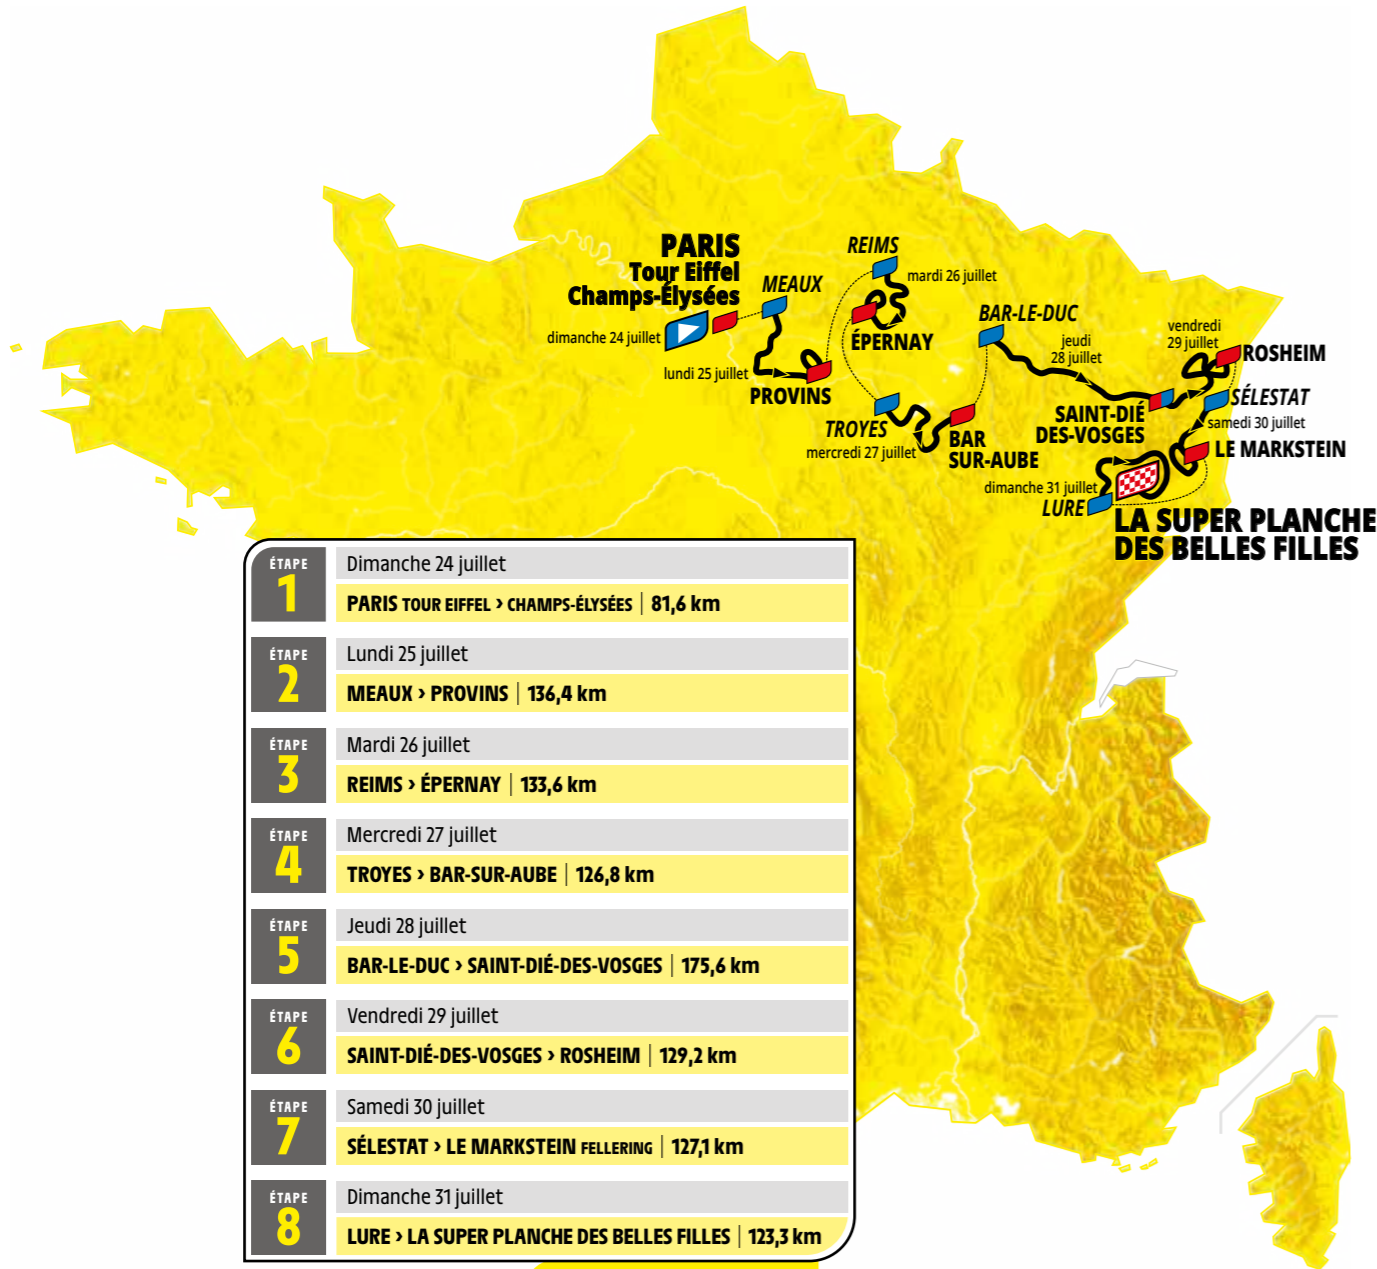 PARIS
Tour Eiffel
Champs-Élysées
dimanche 24 juillet
MEAUX
lundi 25 juillet
PROVINS
REIMS
mardi 26 juillet
ÉPERNAY
TROYES
mercredi 27 juillet
BAR
SUR-AUBE
BAR-LE-DUC
jeudi
28 juillet
SAINT-DIÉ
DES-VOSGES
vendredi
29 juillet
ROSHEIM
SÉLESTAT
samedi 30 juillet
LE MARKSTEIN
dimanche 31 juillet
LURE
LA SUPER PLANCHE
DES BELLES FILLES
ÉTAPE
1
Dimanche 24 juillet
PARIS TOUR EIFFEL › CHAMPS-ÉLYSÉES | 81,6 km
ÉTAPE
2
Lundi 25 juillet
MEAUX › PROVINS | 136,4 km
ÉTAPE
3
Mardi 26 juillet
REIMS › ÉPERNAY | 133,6 km
ÉTAPE
4
Mercredi 27 juillet
TROYES › BAR-SUR-AUBE | 126,8 km
ÉTAPE
5
Jeudi 28 juillet
BAR-LE-DUC › SAINT-DIÉ-DES-VOSGES | 175,6 km
ÉTAPE
6
Vendredi 29 juillet
SAINT-DIÉ-DES-VOSGES › ROSHEIM | 129,2 km
ÉTAPE
7
Samedi 30 juillet
SÉLESTAT › LE MARKSTEIN FELLERING | 127,1 km
ÉTAPE
8
Dimanche 31 juillet
LURE › LA SUPER PLANCHE DES BELLES FILLES | 123,3 km